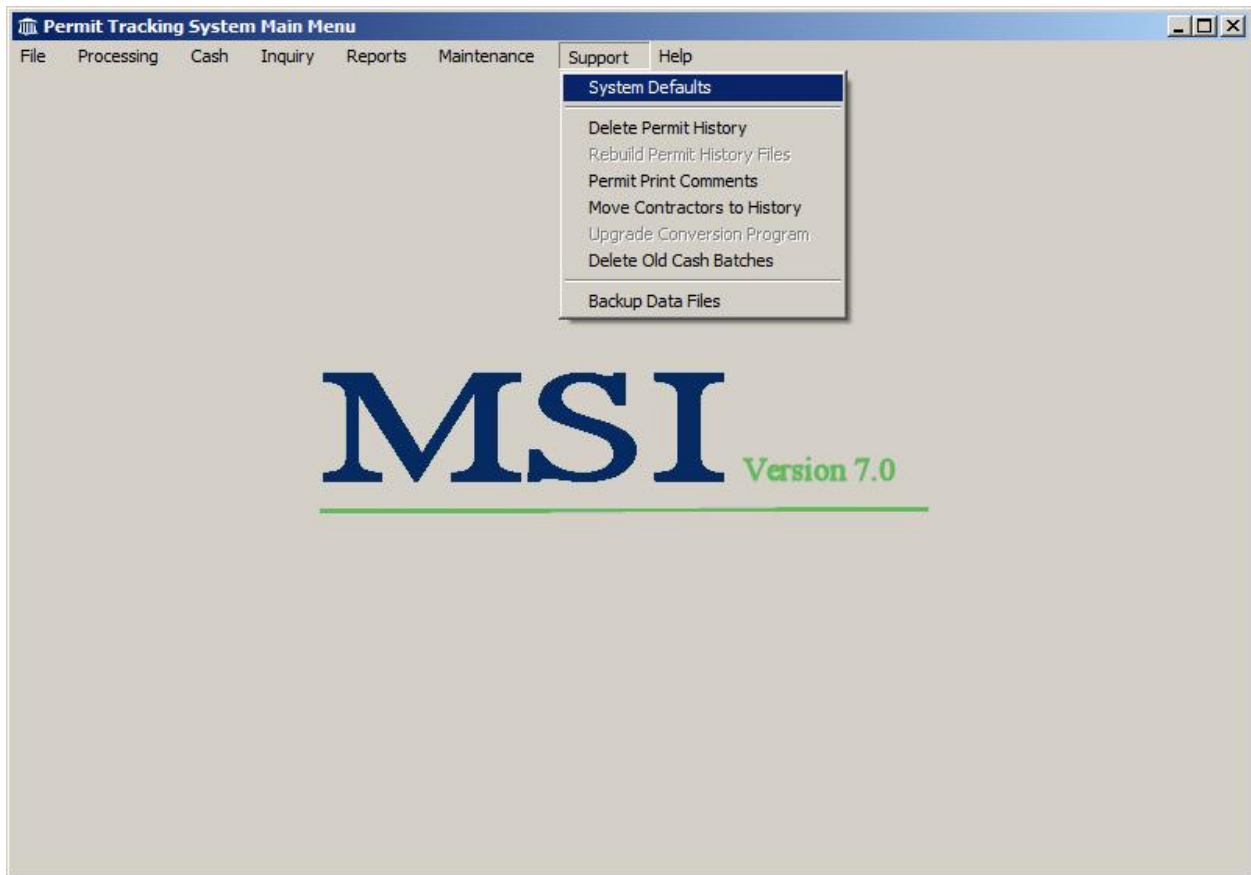 Permit Tracking System Main Menu
File Processing Cash Inquiry Reports Maintenance Support Help
System Defaults
Delete Permit History
Rebuild Permit History Files
Permit Print Comments
Move Contractors to History
Upgrade Conversion Program
Delete Old Cash Batches
Backup Data Files
MSI Version 7.0